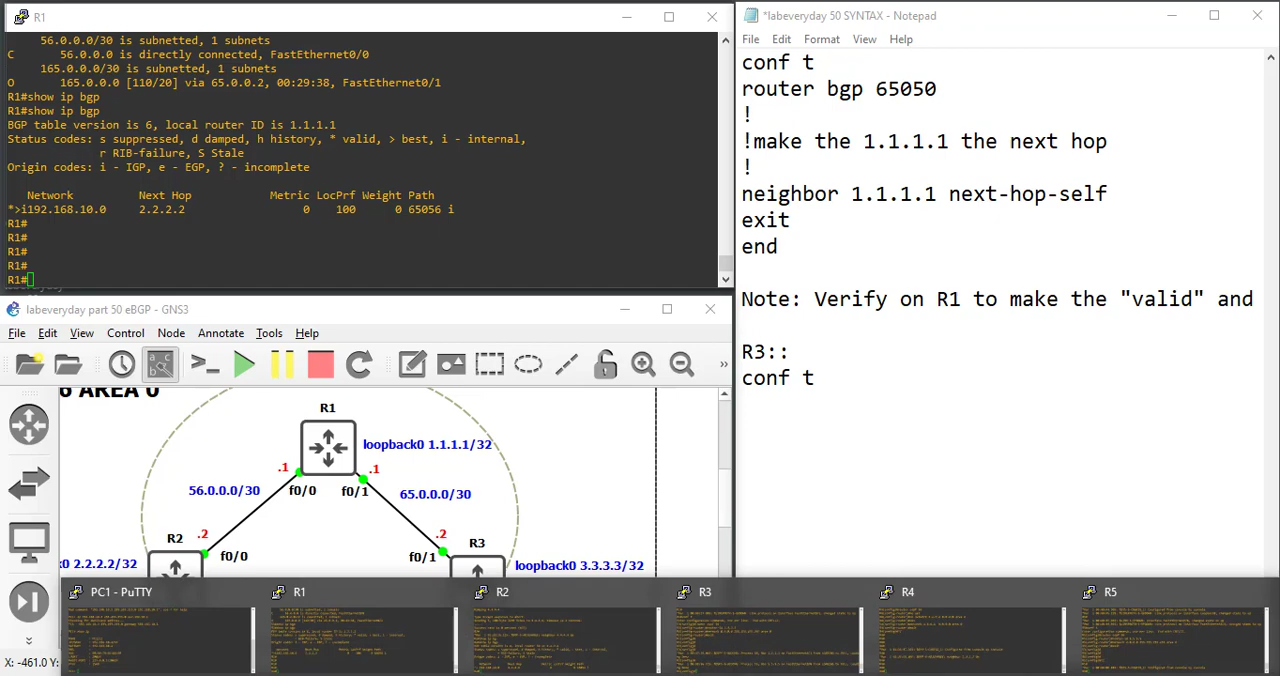 R1
56.0.0.0/30 is subnetted, 1 subnets
C 56.0.0.0 is directly connected, FastEthernet0/0
165.0.0.0/30 is subnetted, 1 subnets
O 165.0.0.0 [110/20] via 65.0.0.2, 00:29:38, FastEthernet0/1
R1#show ip bgp
R1#show ip bgp
BGP table version is 6, local router ID is 1.1.1.1
Status codes: s suppressed, d damped, h history, * valid, > best, i - internal,
r RIB-failure, S Stale
Origin codes: i - IGP, e - EGP, ? - incomplete
Network Next Hop Metric LocPrf Weight Path
*>i192.168.10.0 2.2.2.2 0 100 0 65056 i
R1#
R1#
R1#
R1#
R1#
*labeveryday 50 SYNTAX - Notepad
File Edit Format View Help
conf t
router bgp 65050
!
!make the 1.1.1.1 the next hop
!
neighbor 1.1.1.1 next-hop-self
exit
end
Note: Verify on R1 to make the "valid" and
R3::
conf t
labeveryday part 50 eBGP - GNS3
File Edit View Control Node Annotate Tools Help
6 AREA 0
R1
loopback0 1.1.1.1/32
.1 .1
56.0.0.0/30 f0/0 f0/1 65.0.0.0/30
.2 .2
R2 f0/0 f0/1 R3
k0 2.2.2.2/32 loopback0 3.3.3.3/32
PC1 - PuTTY R1 R2 R3 R4 R5
X: -461.0